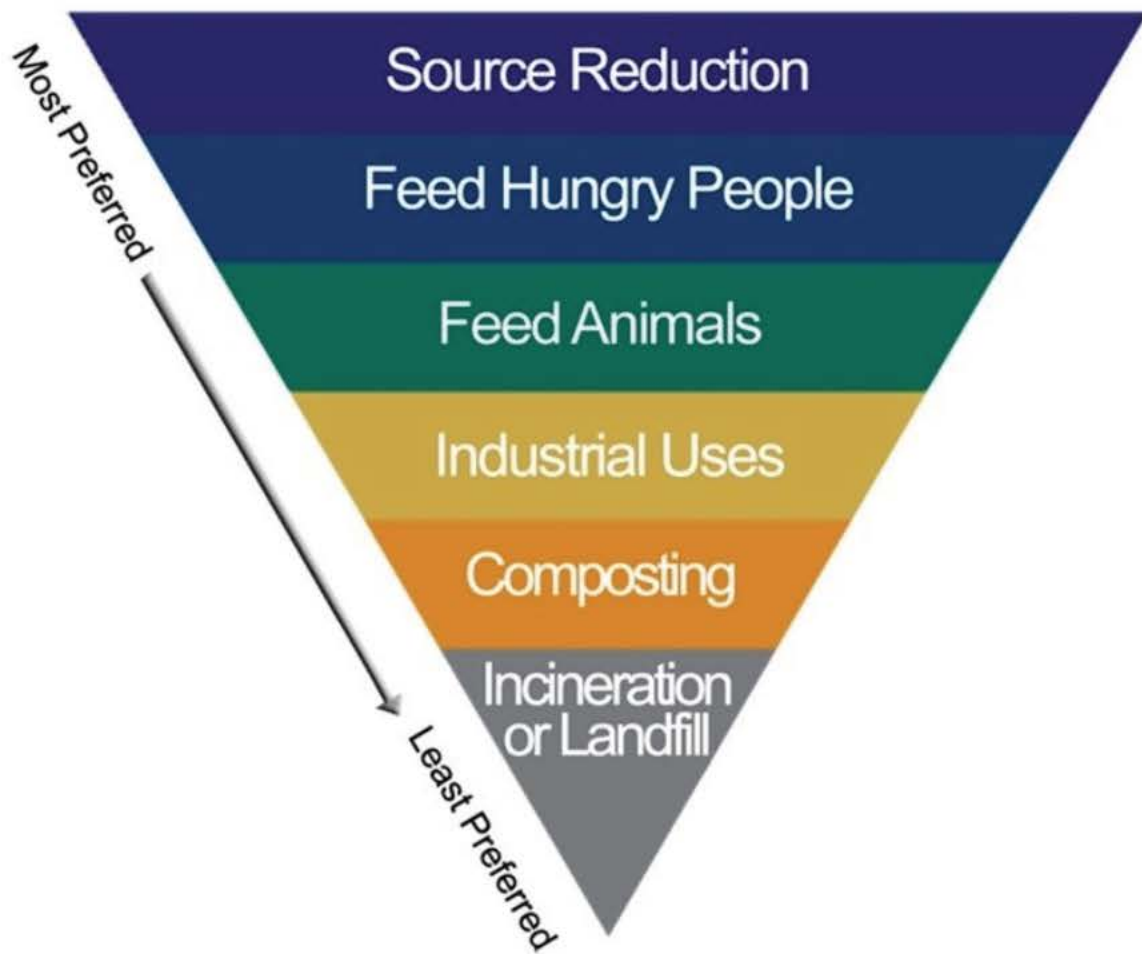 Most Preferred
Source Reduction
Feed Hungry People
Feed Animals
Industrial Uses
Composting
Incineration
or Landfill
Least Preferred